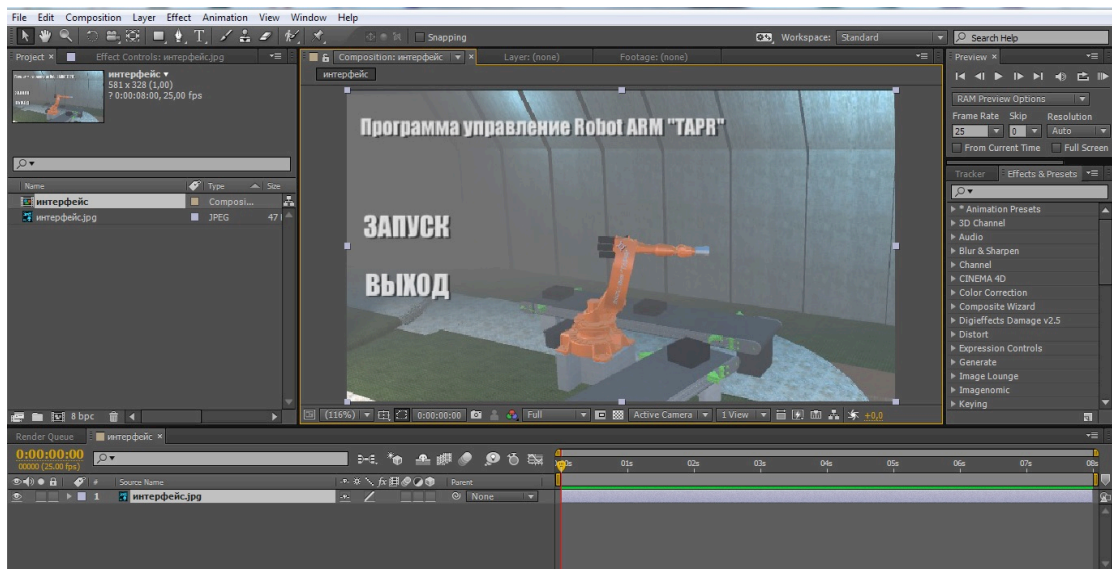 File Edit Composition Layer Effect Animation View Window Help
Snapping Workspace: Standard Search Help
Project × Effect Controls: интерфейс.jpg
интерфейс
581 x 328 (1,00)
? 0:00:08:00, 25,00 fps
Name Type Size
интерфейс Composi...
интерфейс.jpg JPEG 47
8 bpc
Composition: интерфейс × Layer: (none) Footage: (none)
интерфейс
Программа управление Robot ARM "TAPR"
ЗАПУСК
ВЫХОД
(116%) 0:00:00:00 Full Active Camera 1 View +0,0
Preview ×
RAM Preview Options
Frame Rate Skip Resolution
25 0 Auto
From Current Time Full Screen
Tracker Effects & Presets
* Animation Presets
3D Channel
Audio
Blur & Sharpen
Channel
CINEMA 4D
Color Correction
Composite Wizard
Digieffects Damage v2.5
Distort
Expression Controls
Generate
Image Lounge
Imagenomic
Keying
Render Queue интерфейс ×
0:00:00:00
00000 (25.00 fps)
01s 02s 03s 04s 05s 06s 07s 08s
# Source Name Parent
1 интерфейс.jpg None